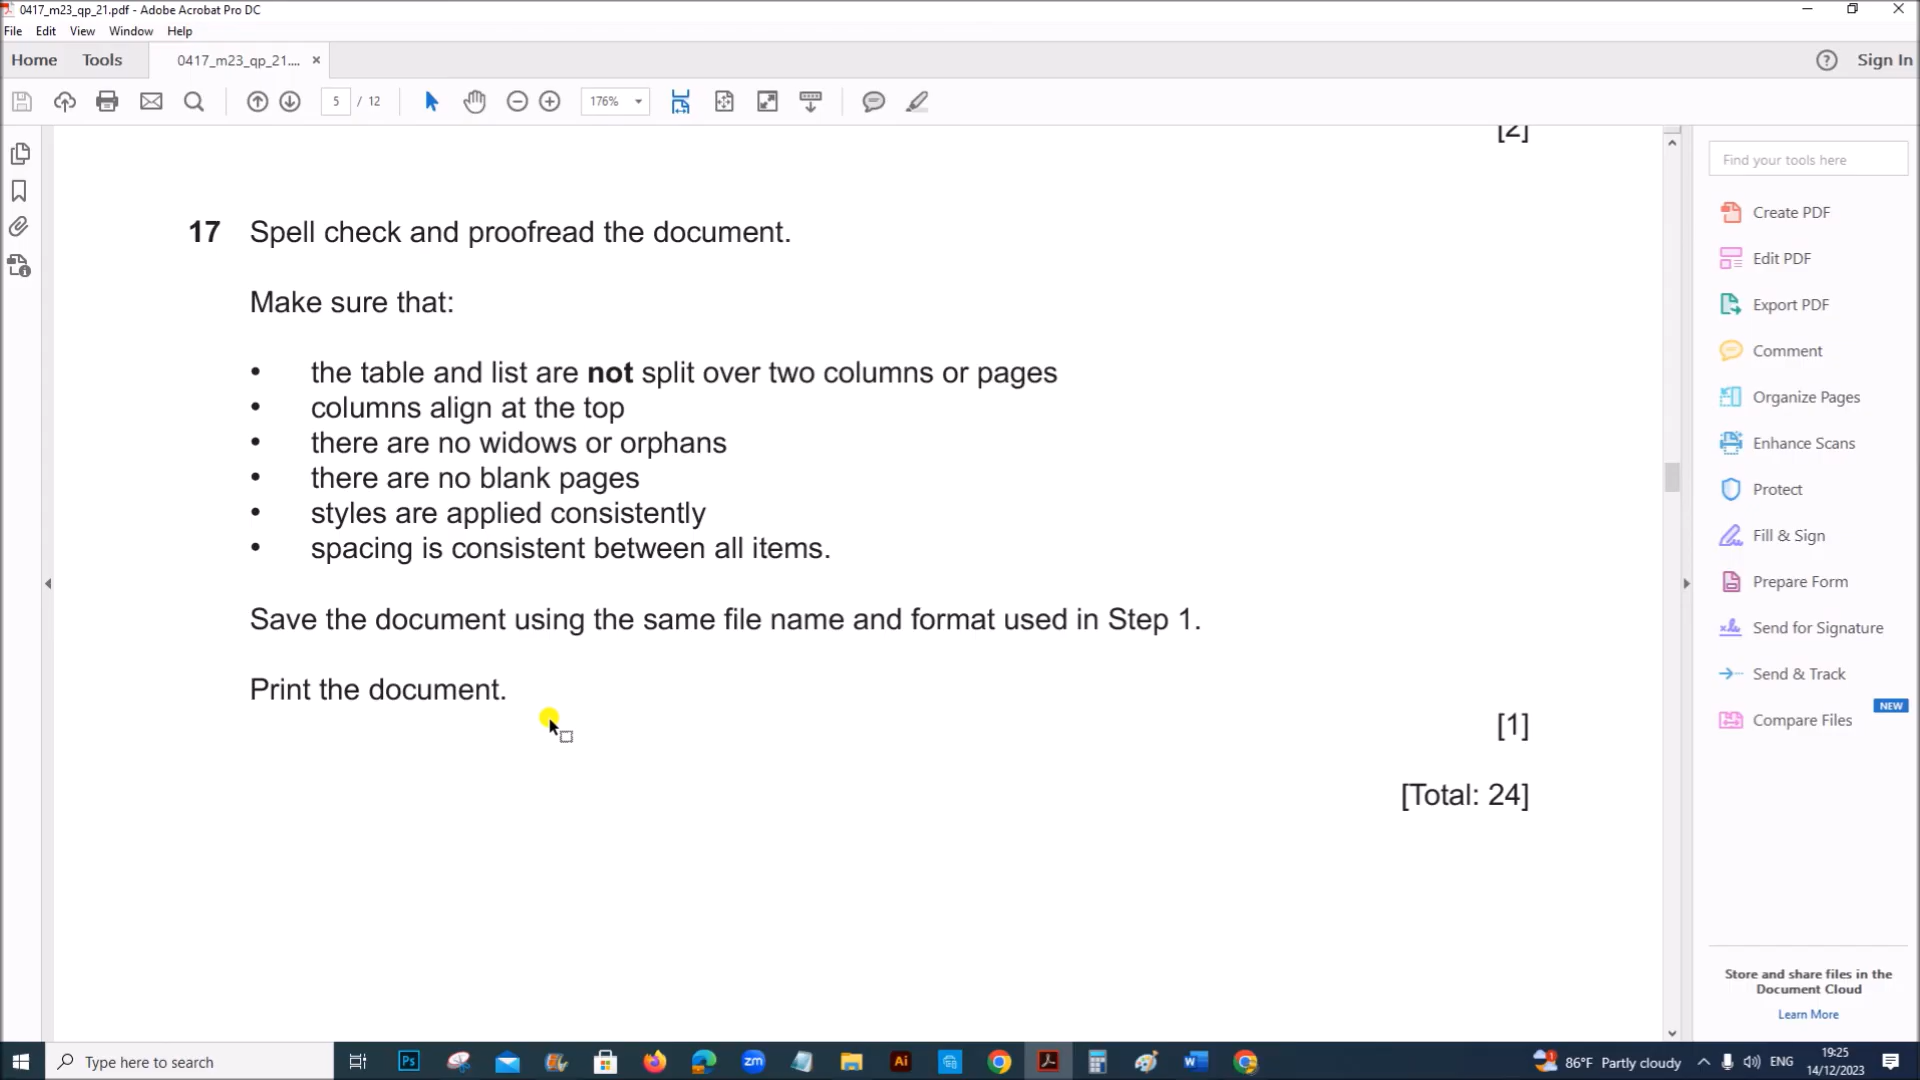 0417_m23_qp_21.pdf - Adobe Acrobat Pro DC
File Edit View Window Help
Home Tools 0417_m23_qp_21.... × ? Sign In
5 / 12 176%
[2]
Find your tools here
17 Spell check and proofread the document.
Make sure that:
• the table and list are not split over two columns or pages
• columns align at the top
• there are no widows or orphans
• there are no blank pages
• styles are applied consistently
• spacing is consistent between all items.
Save the document using the same file name and format used in Step 1.
Print the document.
[1]
[Total: 24]
Create PDF
Edit PDF
Export PDF
Comment
Organize Pages
Enhance Scans
Protect
Fill & Sign
Prepare Form
Send for Signature
Send & Track
NEW
Compare Files
Store and share files in the
Document Cloud
Learn More
Type here to search
Ps
zm
Ai
W
1
86°F Partly cloudy
ENG
19:25
14/12/2023